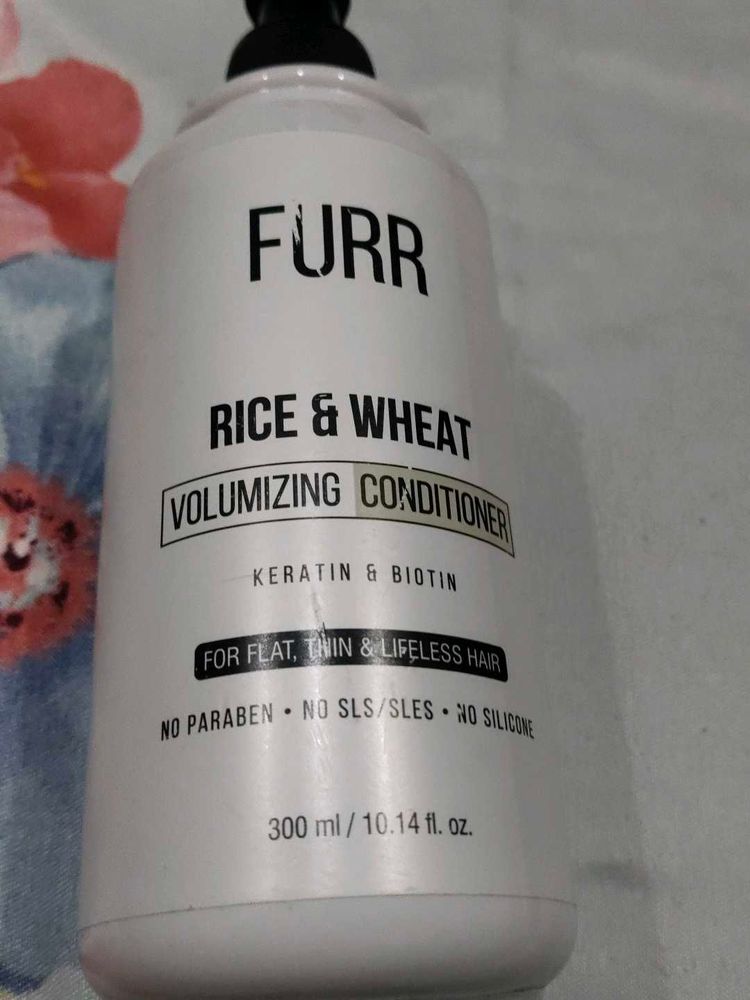 FURR
RICE & WHEAT
VOLUMIZING CONDITIONER
KERATIN & BIOTIN
FOR FLAT, THIN & LIFELESS HAIR
NO PARABEN • NO SLS/SLES • NO SILICONE
300 ml / 10.14 fl. oz.